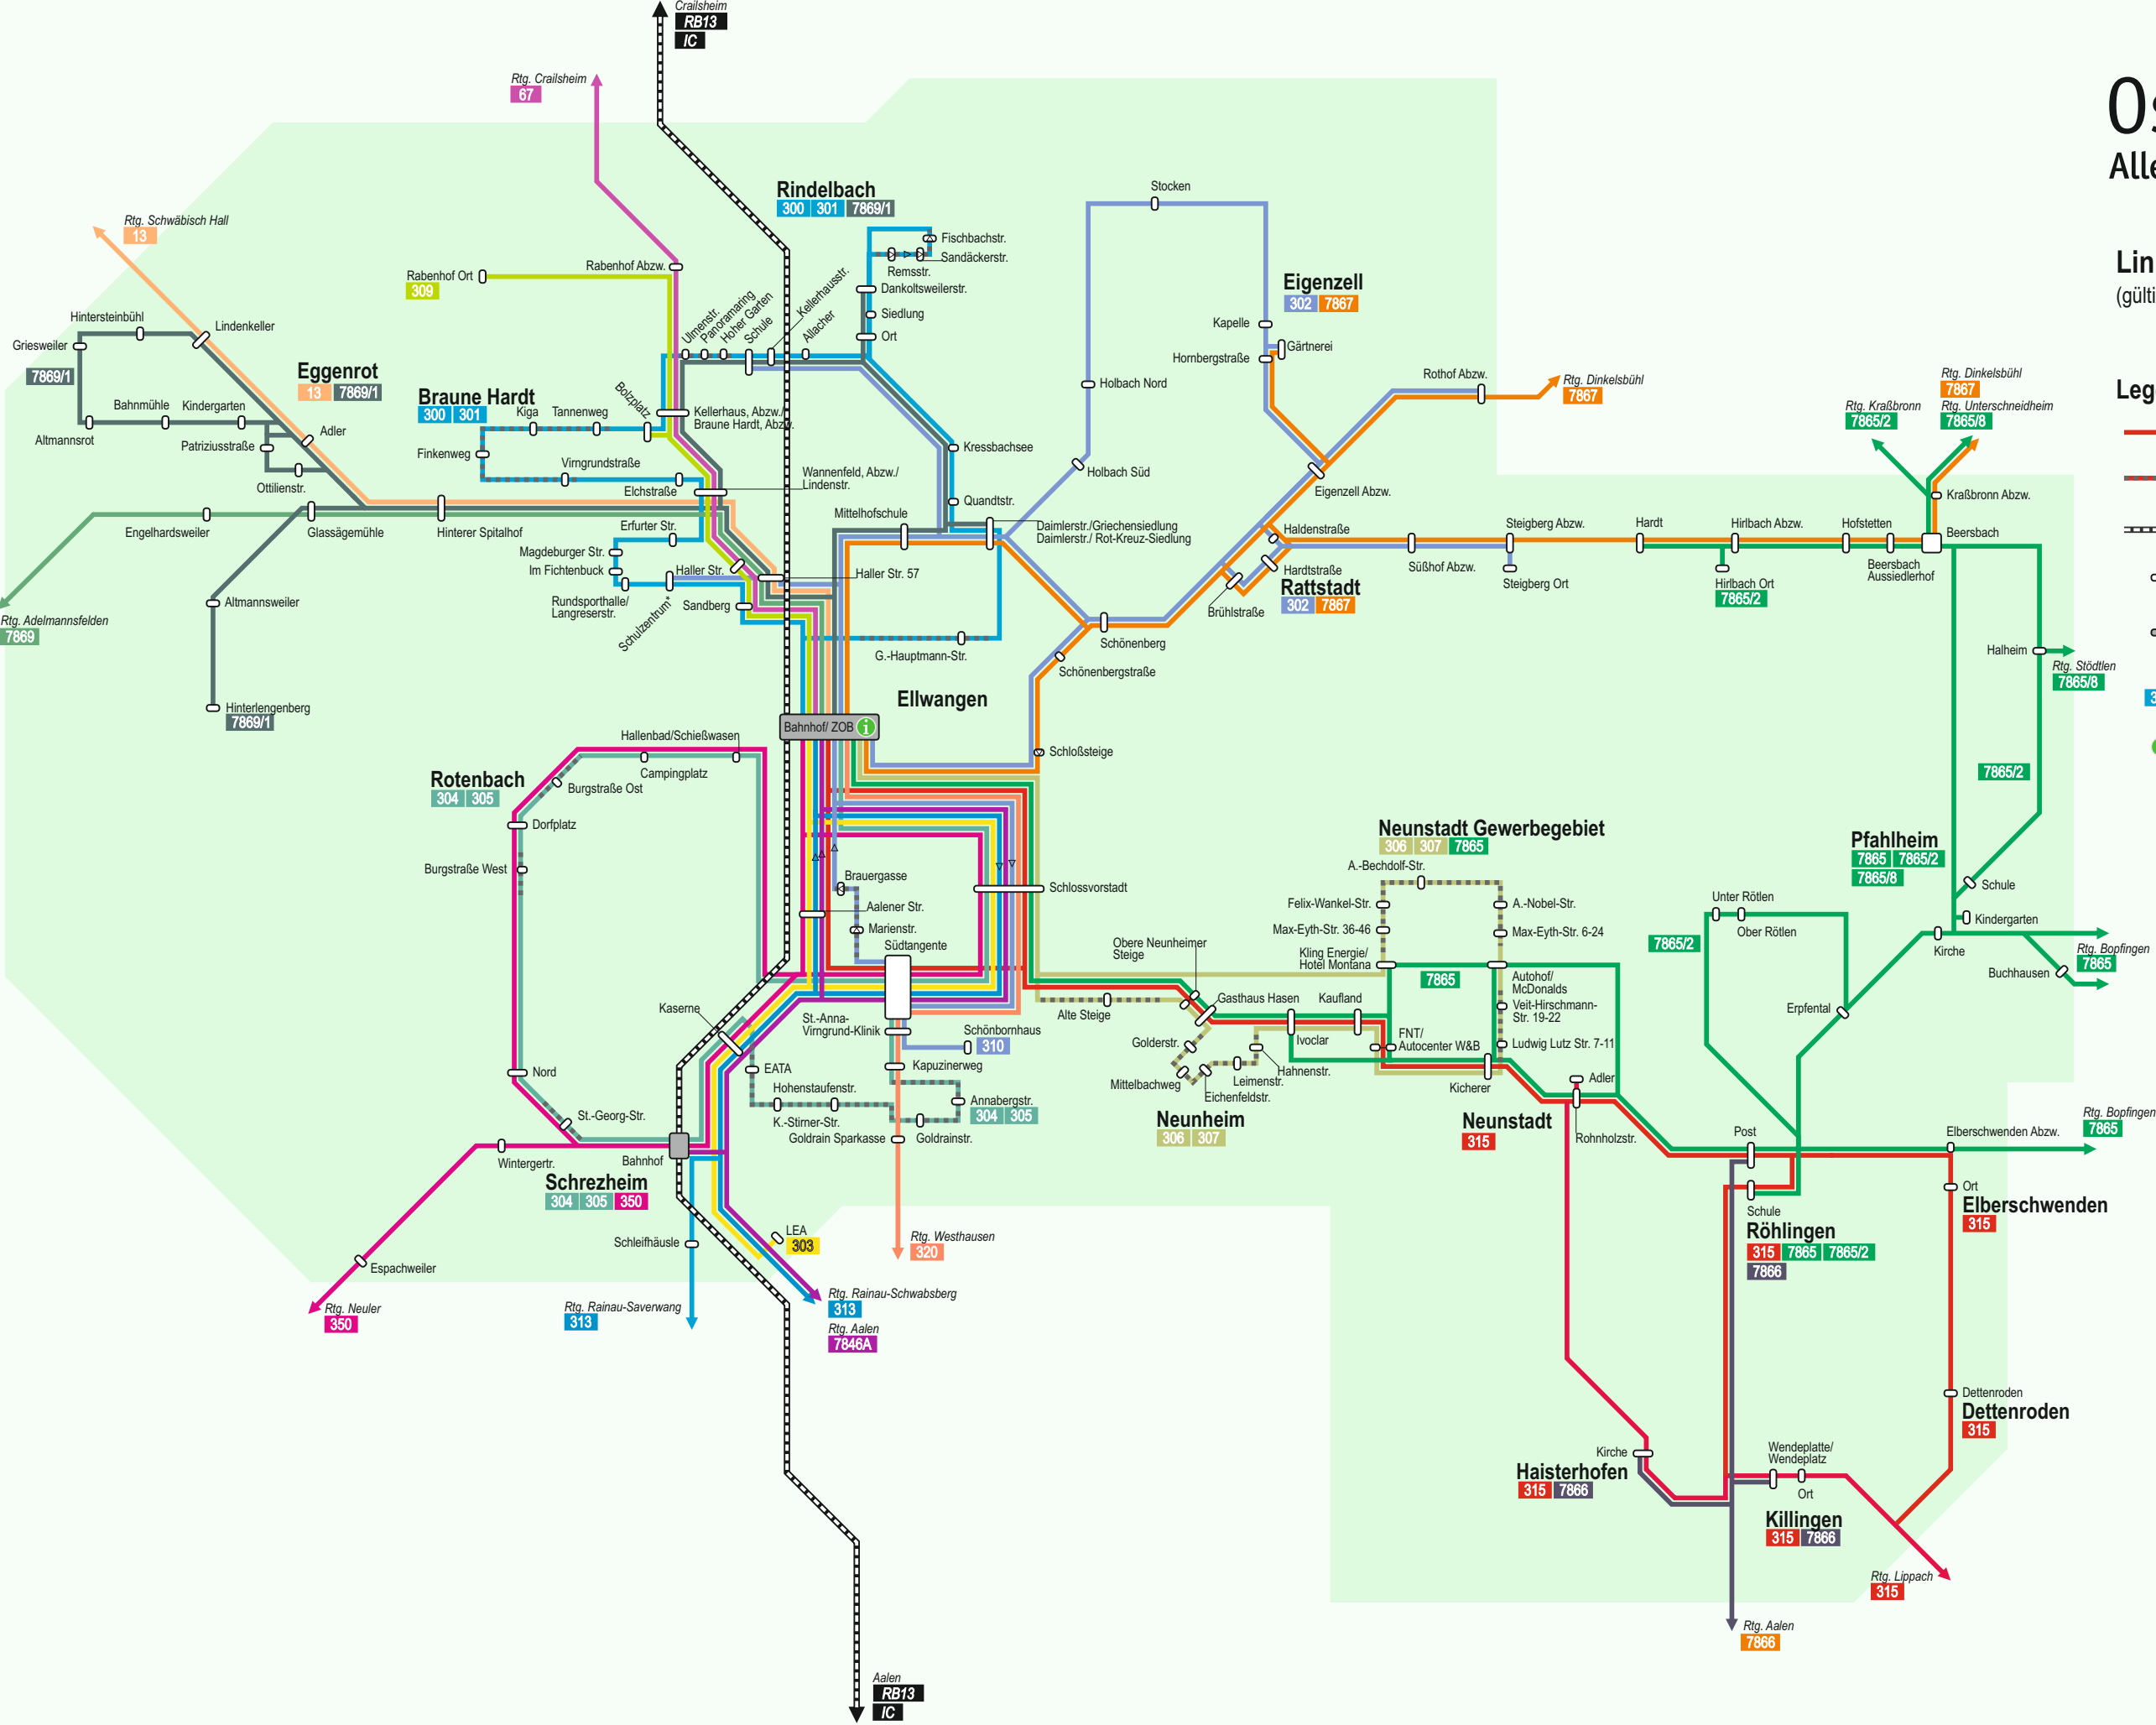 Crailsheim
RB13
IC
Rtg. Crailsheim
67
Os
Alle
Rindelbach
300 301 7869/1
Rtg. Schwäbisch Hall
13
Stocken
Fischbachstr.
Sandäckerstr.
Remsstr.
Dankoltsweilerstr.
Siedlung
Ort
Rabenhof Abzw.
Rabenhof Ort
309
Ulmenstr.
Panoramaring
Hoher Garten
Schule
Kellerhausstr.
Allacher
Lin
(gülti
Eigenzell
302 7867
Kapelle
Gärtnerei
Hornbergstraße
Hintersteinbühl
Lindenkeller
Griesweiler
7869/1
Eggenrot
13 7869/1
Bahnmühle
Kindergarten
Altmannsrot
Patriziusstraße
Adler
Ottilienstr.
Braune Hardt
300 301
Kiga
Tannenweg
Bolzplatz
Kellerhaus, Abzw./
Braune Hardt, Abzw.
Finkenweg
Virngrundstraße
Elchstraße
Wannenfeld, Abzw./
Lindenstr.
Holbach Nord
Holbach Süd
Rothof Abzw.
Rtg. Dinkelsbühl
7867
Rtg. Dinkelsbühl
7867
Rtg. Kraßbronn
7865/2
Rtg. Unterschneidheim
7865/8
Leg
Kressbachsee
Quandtstr.
Eigenzell Abzw.
Kraßbronn Abzw.
Engelhardsweiler
Glassägemühle
Hinterer Spitalhof
Erfurter Str.
Magdeburger Str.
Im Fichtenbuck
Rundsporthalle/
Langreserstr.
Haller Str.
Schulzentrum*
Sandberg
Haller Str. 57
Mittelhofschule
Daimlerstr./Griechensiedlung
Daimlerstr./ Rot-Kreuz-Siedlung
Haldenstraße
Hardtstraße
Rattstadt
302 7867
Brühlstraße
Süßhof Abzw.
Steigberg Abzw.
Steigberg Ort
Hardt
Hirlbach Abzw.
Hirlbach Ort
7865/2
Hofstetten
Beersbach
Aussiedlerhof
Beersbach
Rtg. Adelmannsfelden
7869
Altmannsweiler
Hinterlengenberg
7869/1
G.-Hauptmann-Str.
Schönenberg
Schönenbergstraße
Ellwangen
Bahnhof/ ZOB
i
Schloßsteige
Halheim
Rtg. Stödtlen
7865/8
3
7865/2
Hallenbad/Schießwasen
Campingplatz
Rotenbach
304 305
Burgstraße Ost
Dorfplatz
Burgstraße West
Brauergasse
Aalener Str.
Marienstr.
Südtangente
Schlossvorstadt
Neunstadt Gewerbegebiet
306 307 7865
A.-Bechdolf-Str.
Felix-Wankel-Str.
Max-Eyth-Str. 36-46
Kling Energie/
Hotel Montana
7865
A.-Nobel-Str.
Max-Eyth-Str. 6-24
Autohof/
McDonalds
Veit-Hirschmann-
Str. 19-22
Ludwig Lutz Str. 7-11
Pfahlheim
7865 7865/2
7865/8
Schule
Kindergarten
Kirche
Unter Rötlen
Ober Rötlen
7865/2
Erpfental
Buchhausen
Rtg. Bopfingen
7865
Obere Neunheimer
Steige
Alte Steige
Gasthaus Hasen
Kaufland
Ivoclar
FNT/
Autocenter W&B
Kicherer
Golderstr.
Mittelbachweg
Eichenfeldstr.
Leimenstr.
Hahnenstr.
Neunheim
306 307
Kaserne
St.-Anna-
Virngrund-Klinik
Schönbornhaus
310
Kapuzinerweg
EATA
Hohenstaufenstr.
K.-Stirner-Str.
Annabergstr.
304 305
Goldrain Sparkasse
Goldrainstr.
Nord
St.-Georg-Str.
Wintergertr.
Bahnhof
Schrezheim
304 305 350
Adler
Neunstadt
315
Rohnholzstr.
Post
Elberschwenden Abzw.
Rtg. Bopfingen
7865
Ort
Elberschwenden
315
Schule
Röhlingen
315 7865 7865/2
7866
Schleifhäusle
LEA
303
Rtg. Westhausen
320
Espachweiler
Rtg. Neuler
350
Rtg. Rainau-Saverwang
313
Rtg. Rainau-Schwabsberg
313
Rtg. Aalen
7846A
Dettenroden
Dettenroden
315
Kirche
Haisterhofen
315 7866
Wendeplatte/
Wendeplatz
Ort
Killingen
315 7866
Rtg. Lippach
315
Rtg. Aalen
7866
Aalen
RB13
IC